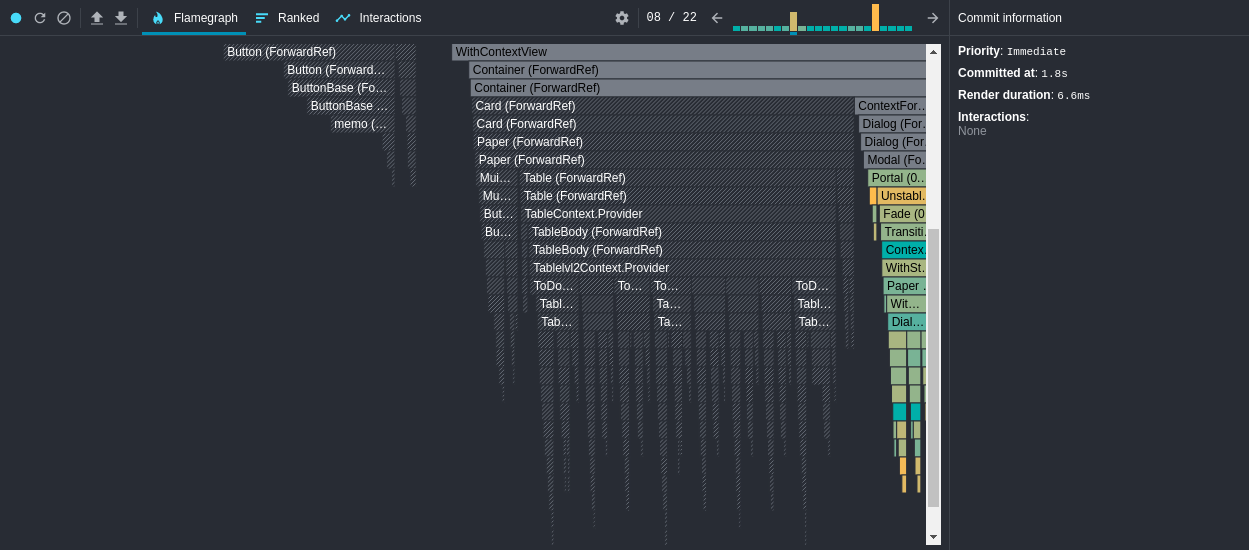 Flamegraph Ranked Interactions 08 / 22 Commit information
Priority: Immediate
Committed at: 1.8s
Render duration: 6.6ms
Interactions:
None
Button (ForwardRef) WithContextView
Button (Forward… Container (ForwardRef)
ButtonBase (Fo… Container (ForwardRef)
ButtonBase … Card (ForwardRef) ContextFor…
memo (… Card (ForwardRef) Dialog (For…
Paper (ForwardRef) Dialog (For…
Paper (ForwardRef) Modal (Fo…
Mui… Table (ForwardRef) Portal (0…
Mu… Table (ForwardRef) Unstabl…
But… TableContext.Provider Fade (0
Bu… TableBody (ForwardRef) Transiti…
TableBody (ForwardRef) Contex…
Tablelvl2Context.Provider WithSt…
ToDo… To… To… ToD… Paper …
Tabl… Ta… Tabl… Wit…
Tab… Ta… Tab… Dial…